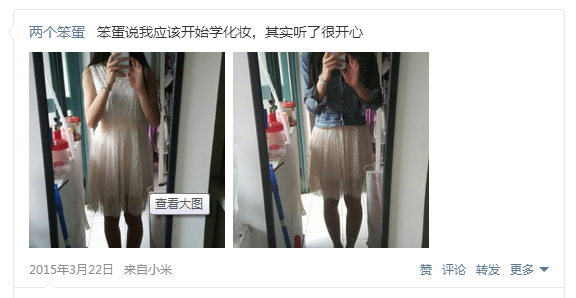 两个笨蛋 笨蛋说我应该开始学化妆，其实听了很开心
查看大图
2015年3月22日 来自小米 赞 评论 转发 更多